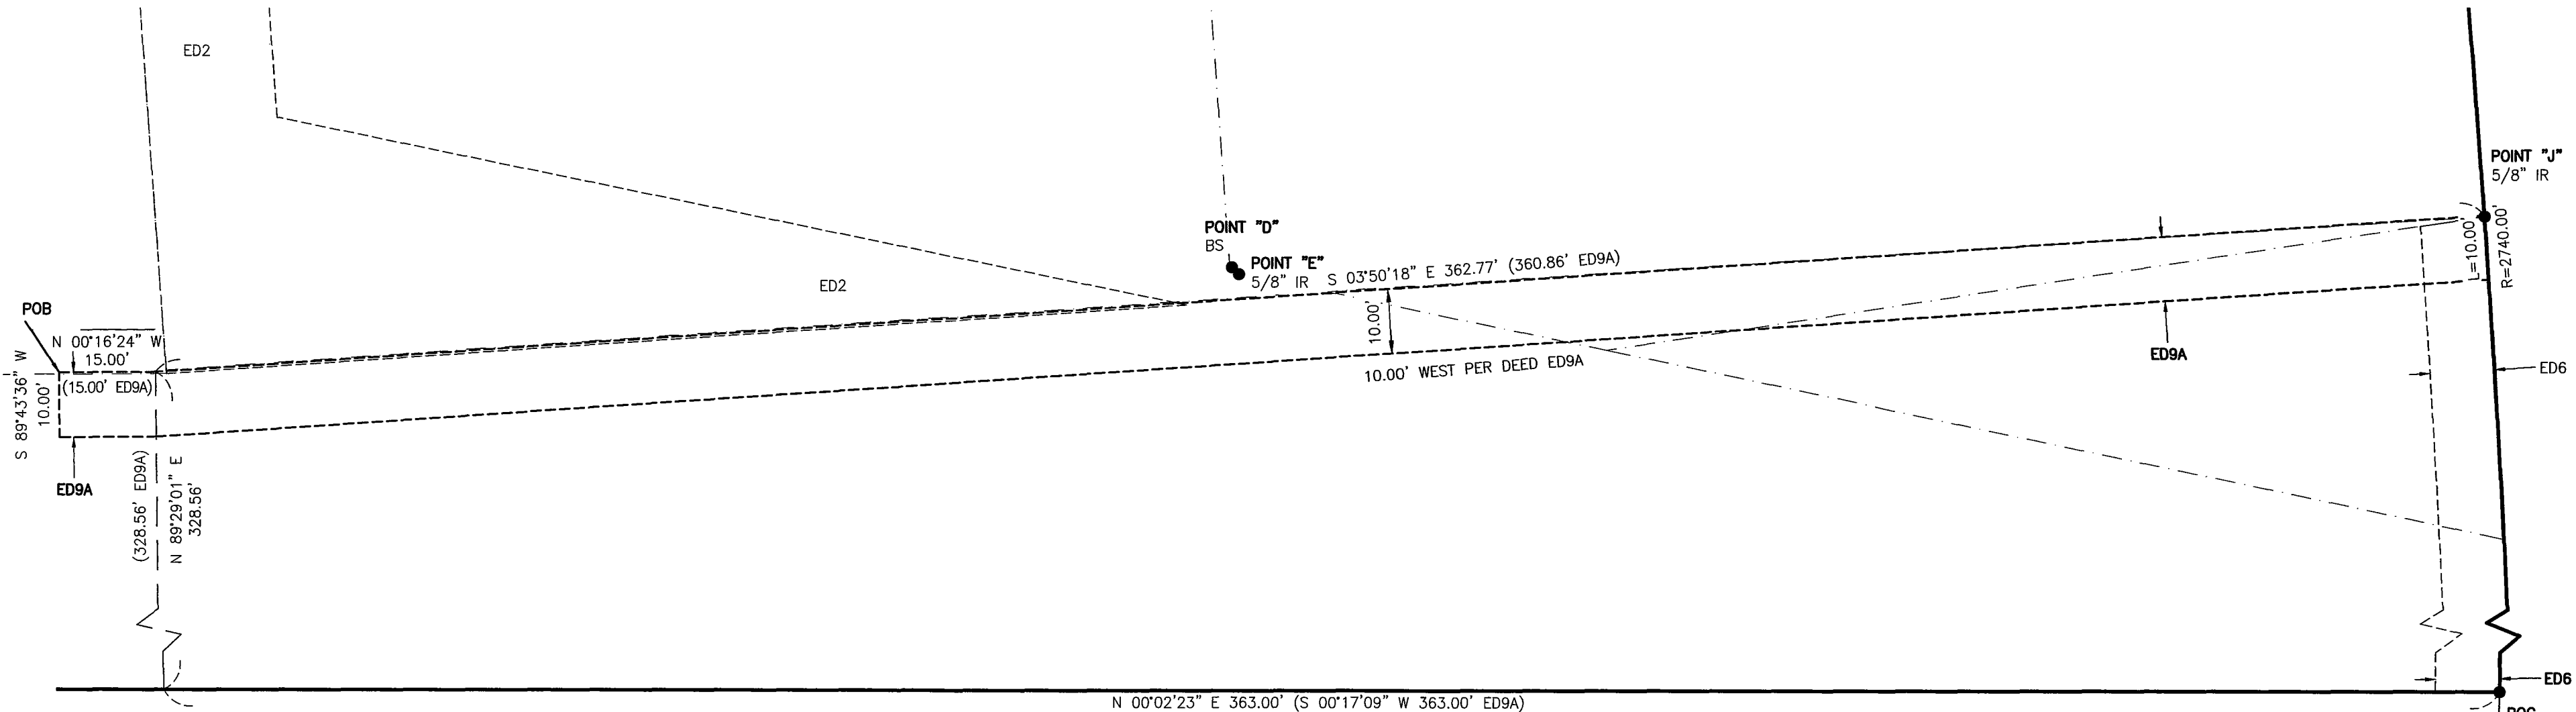 ED2
POINT "J"
5/8" IR
POINT "D"
BS
POINT "E"
5/8" IR
S 03°50'18" E 362.77' (360.86' ED9A)
L=10.00'
R=2740.00'
ED2
POB
N 00°16'24" W
15.00'
(15.00' ED9A)
S 89°43'36" W
10.00'
10.00'
10.00' WEST PER DEED ED9A
ED9A
ED6
ED9A
(328.56' ED9A)
N 89°29'01" E
328.56'
ED6
N 00°02'23" E 363.00' (S 00°17'09" W 363.00' ED9A)